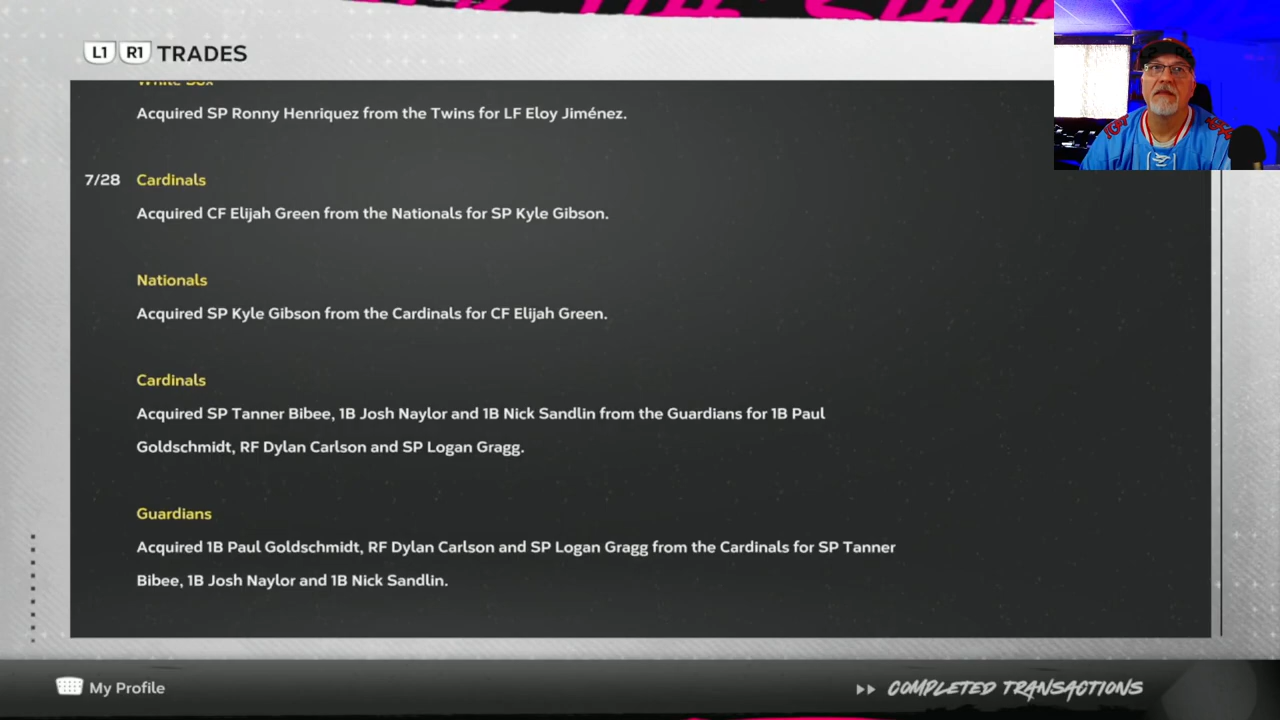 L1 R1 TRADES
White Sox
Acquired SP Ronny Henriquez from the Twins for LF Eloy Jiménez.
7/28 Cardinals
Acquired CF Elijah Green from the Nationals for SP Kyle Gibson.
Nationals
Acquired SP Kyle Gibson from the Cardinals for CF Elijah Green.
Cardinals
Acquired SP Tanner Bibee, 1B Josh Naylor and 1B Nick Sandlin from the Guardians for 1B Paul
Goldschmidt, RF Dylan Carlson and SP Logan Gragg.
Guardians
Acquired 1B Paul Goldschmidt, RF Dylan Carlson and SP Logan Gragg from the Cardinals for SP Tanner
Bibee, 1B Josh Naylor and 1B Nick Sandlin.
My Profile
COMPLETED TRANSACTIONS